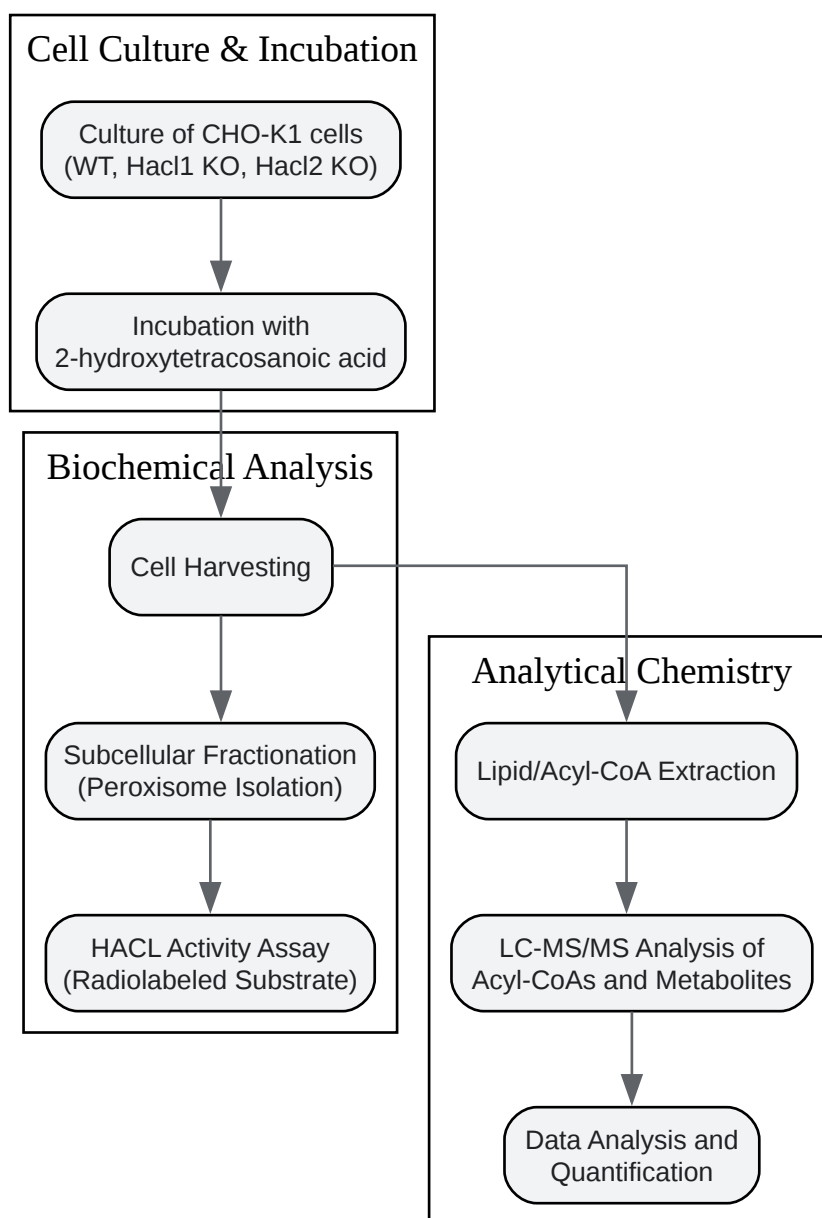 Cell Culture & Incubation
Culture of CHO-K1 cells
(WT, Hacl1 KO, Hacl2 KO)
Incubation with
2-hydroxytetracosanoic acid
Biochemical Analysis
Cell Harvesting
Subcellular Fractionation
(Peroxisome Isolation)
HACL Activity Assay
(Radiolabeled Substrate)
Analytical Chemistry
Lipid/Acyl-CoA Extraction
LC-MS/MS Analysis of
Acyl-CoAs and Metabolites
Data Analysis and
Quantification